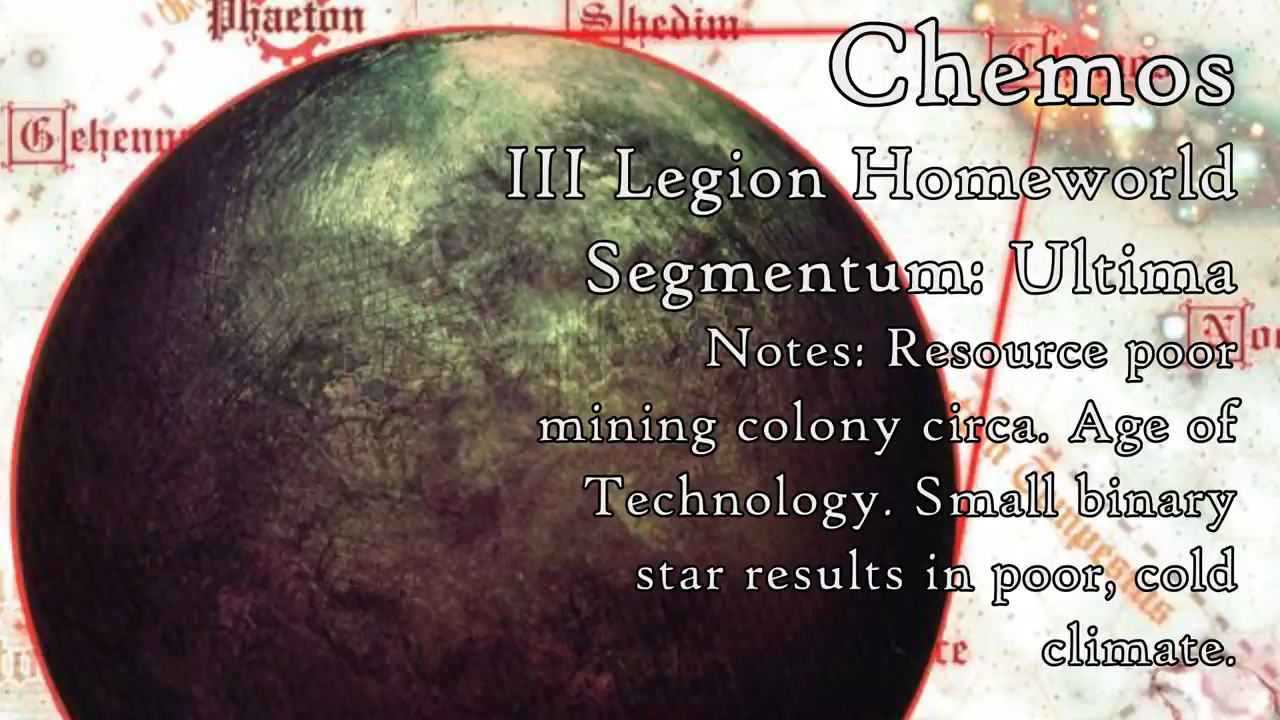 Phaeton
Shedim
Chemos
Gehenn
III Legion Homeworld
Segmentum: Ultima
Notes: Resource poor
mining colony circa. Age of
Technology. Small binary
star results in poor, cold
climate.